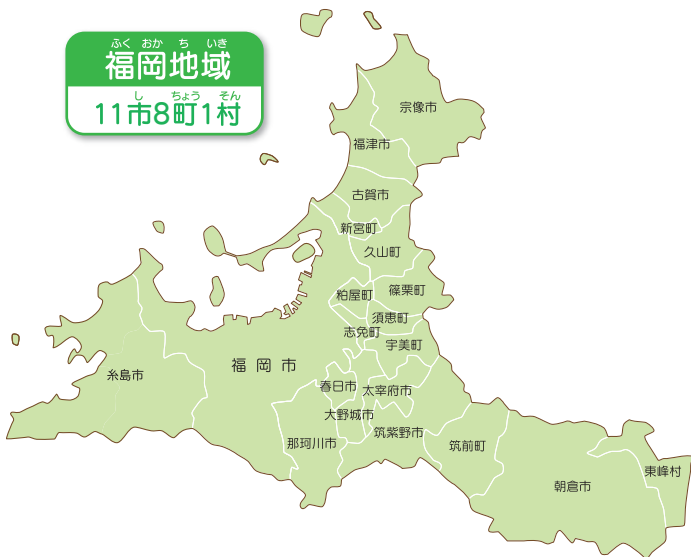 ふく おか ち いき
福岡地域
し ちょう そん
11市8町1村
宗像市
福津市
古賀市
新宮町
久山町
篠栗町
粕屋町
須恵町
志免町
宇美町
福岡市
糸島市
春日市
太宰府市
大野城市
筑紫野市
那珂川市
筑前町
東峰村
朝倉市